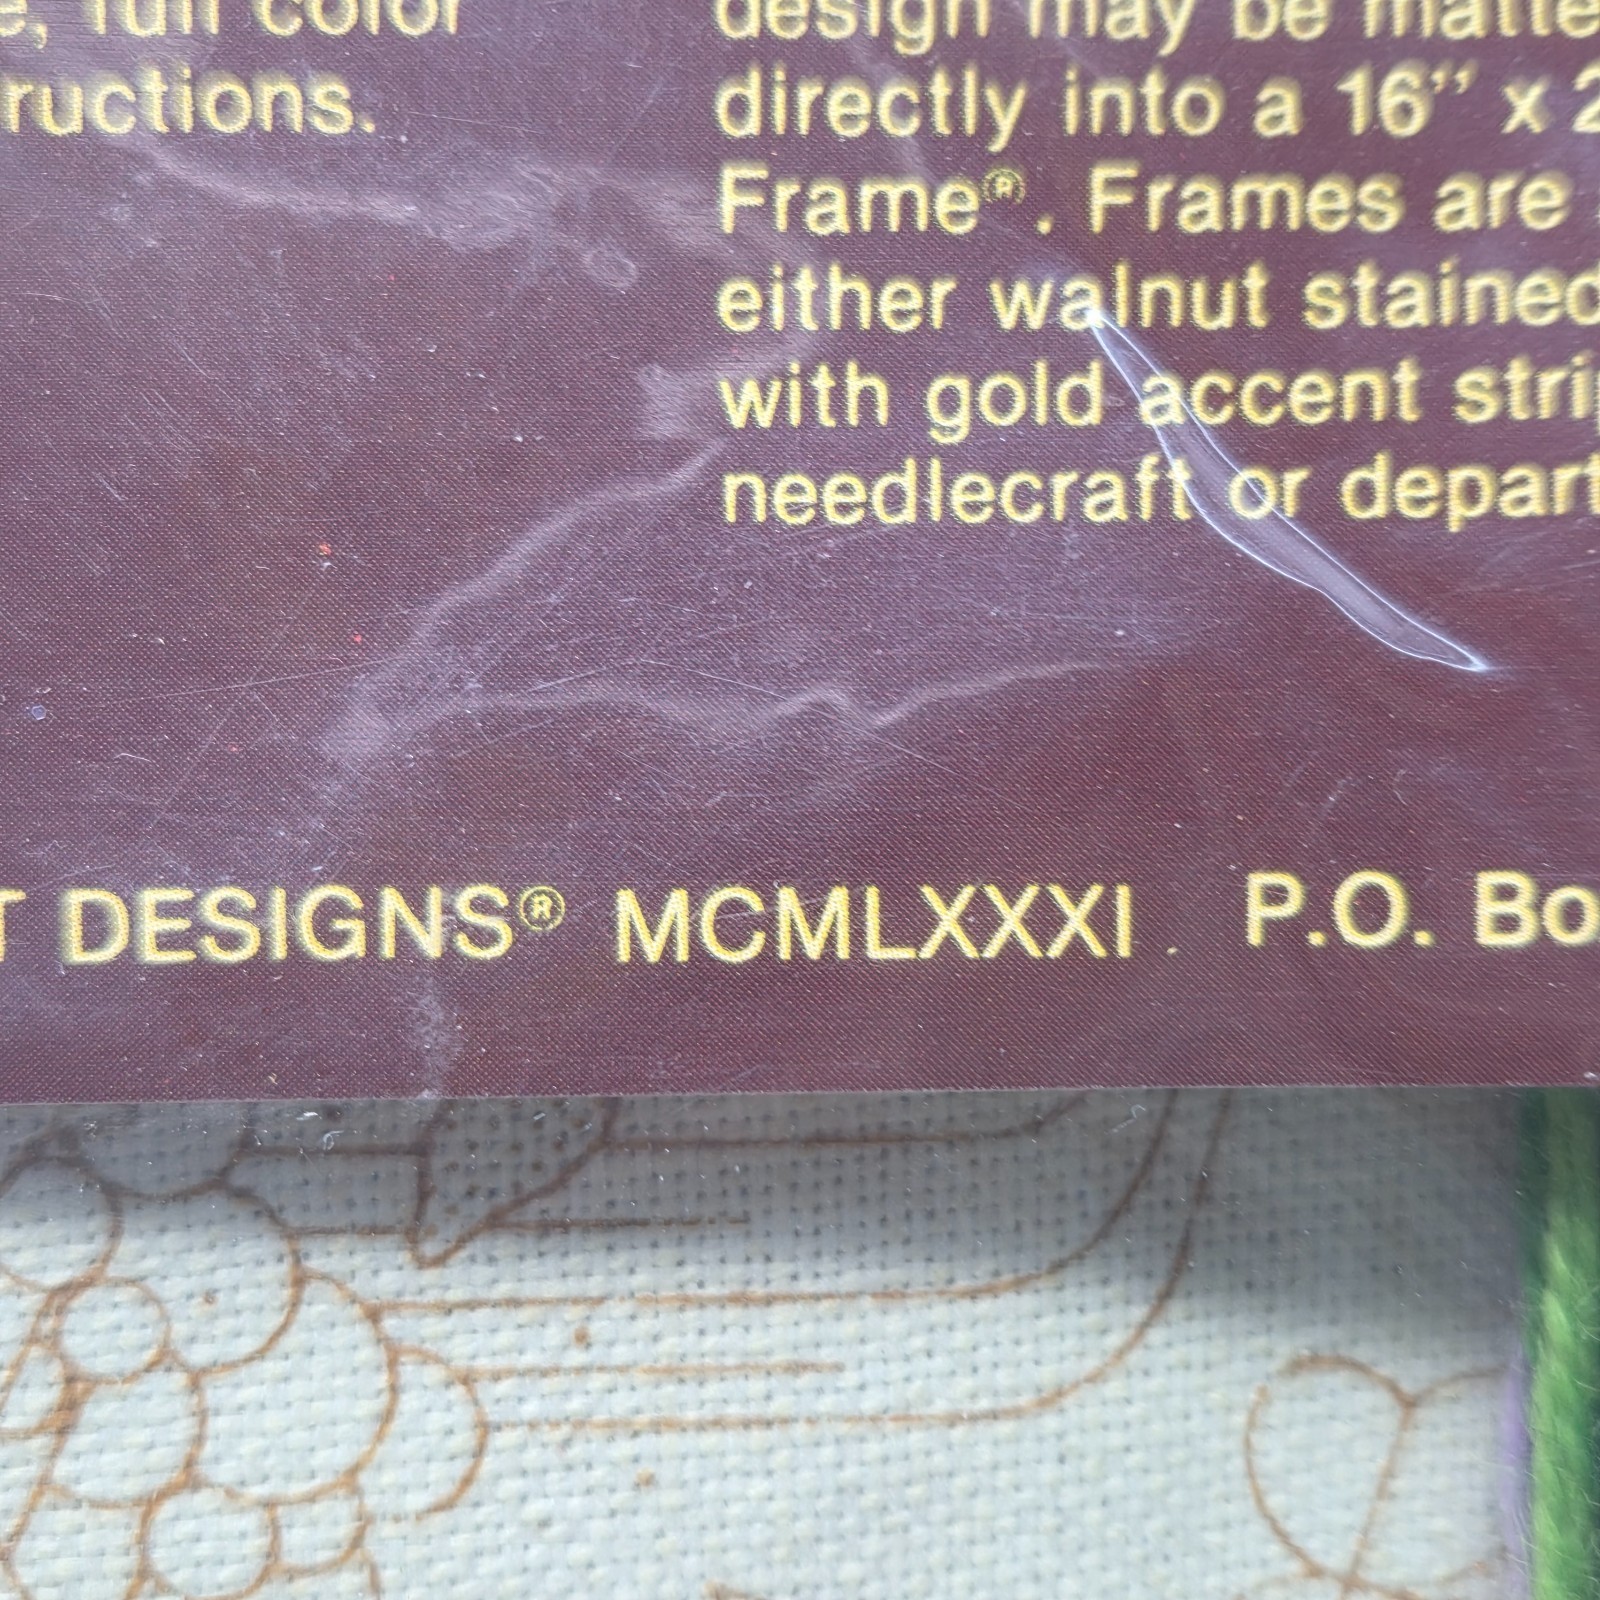 e, full color
ructions.
design may be matte
directly into a 16" x 2
Frame®. Frames are
either walnut stained
with gold accent strip
needlecraft or depart
T DESIGNS® MCMLXXXI. P.O. Bo